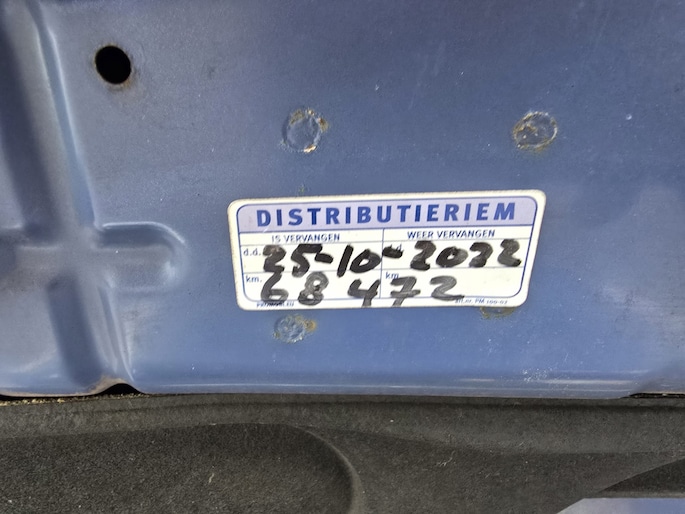 DISTRIBUTIERIEM
IS VERVANGEN WEER VERVANGEN
d.d. 25-10-2022
km. 68472 km